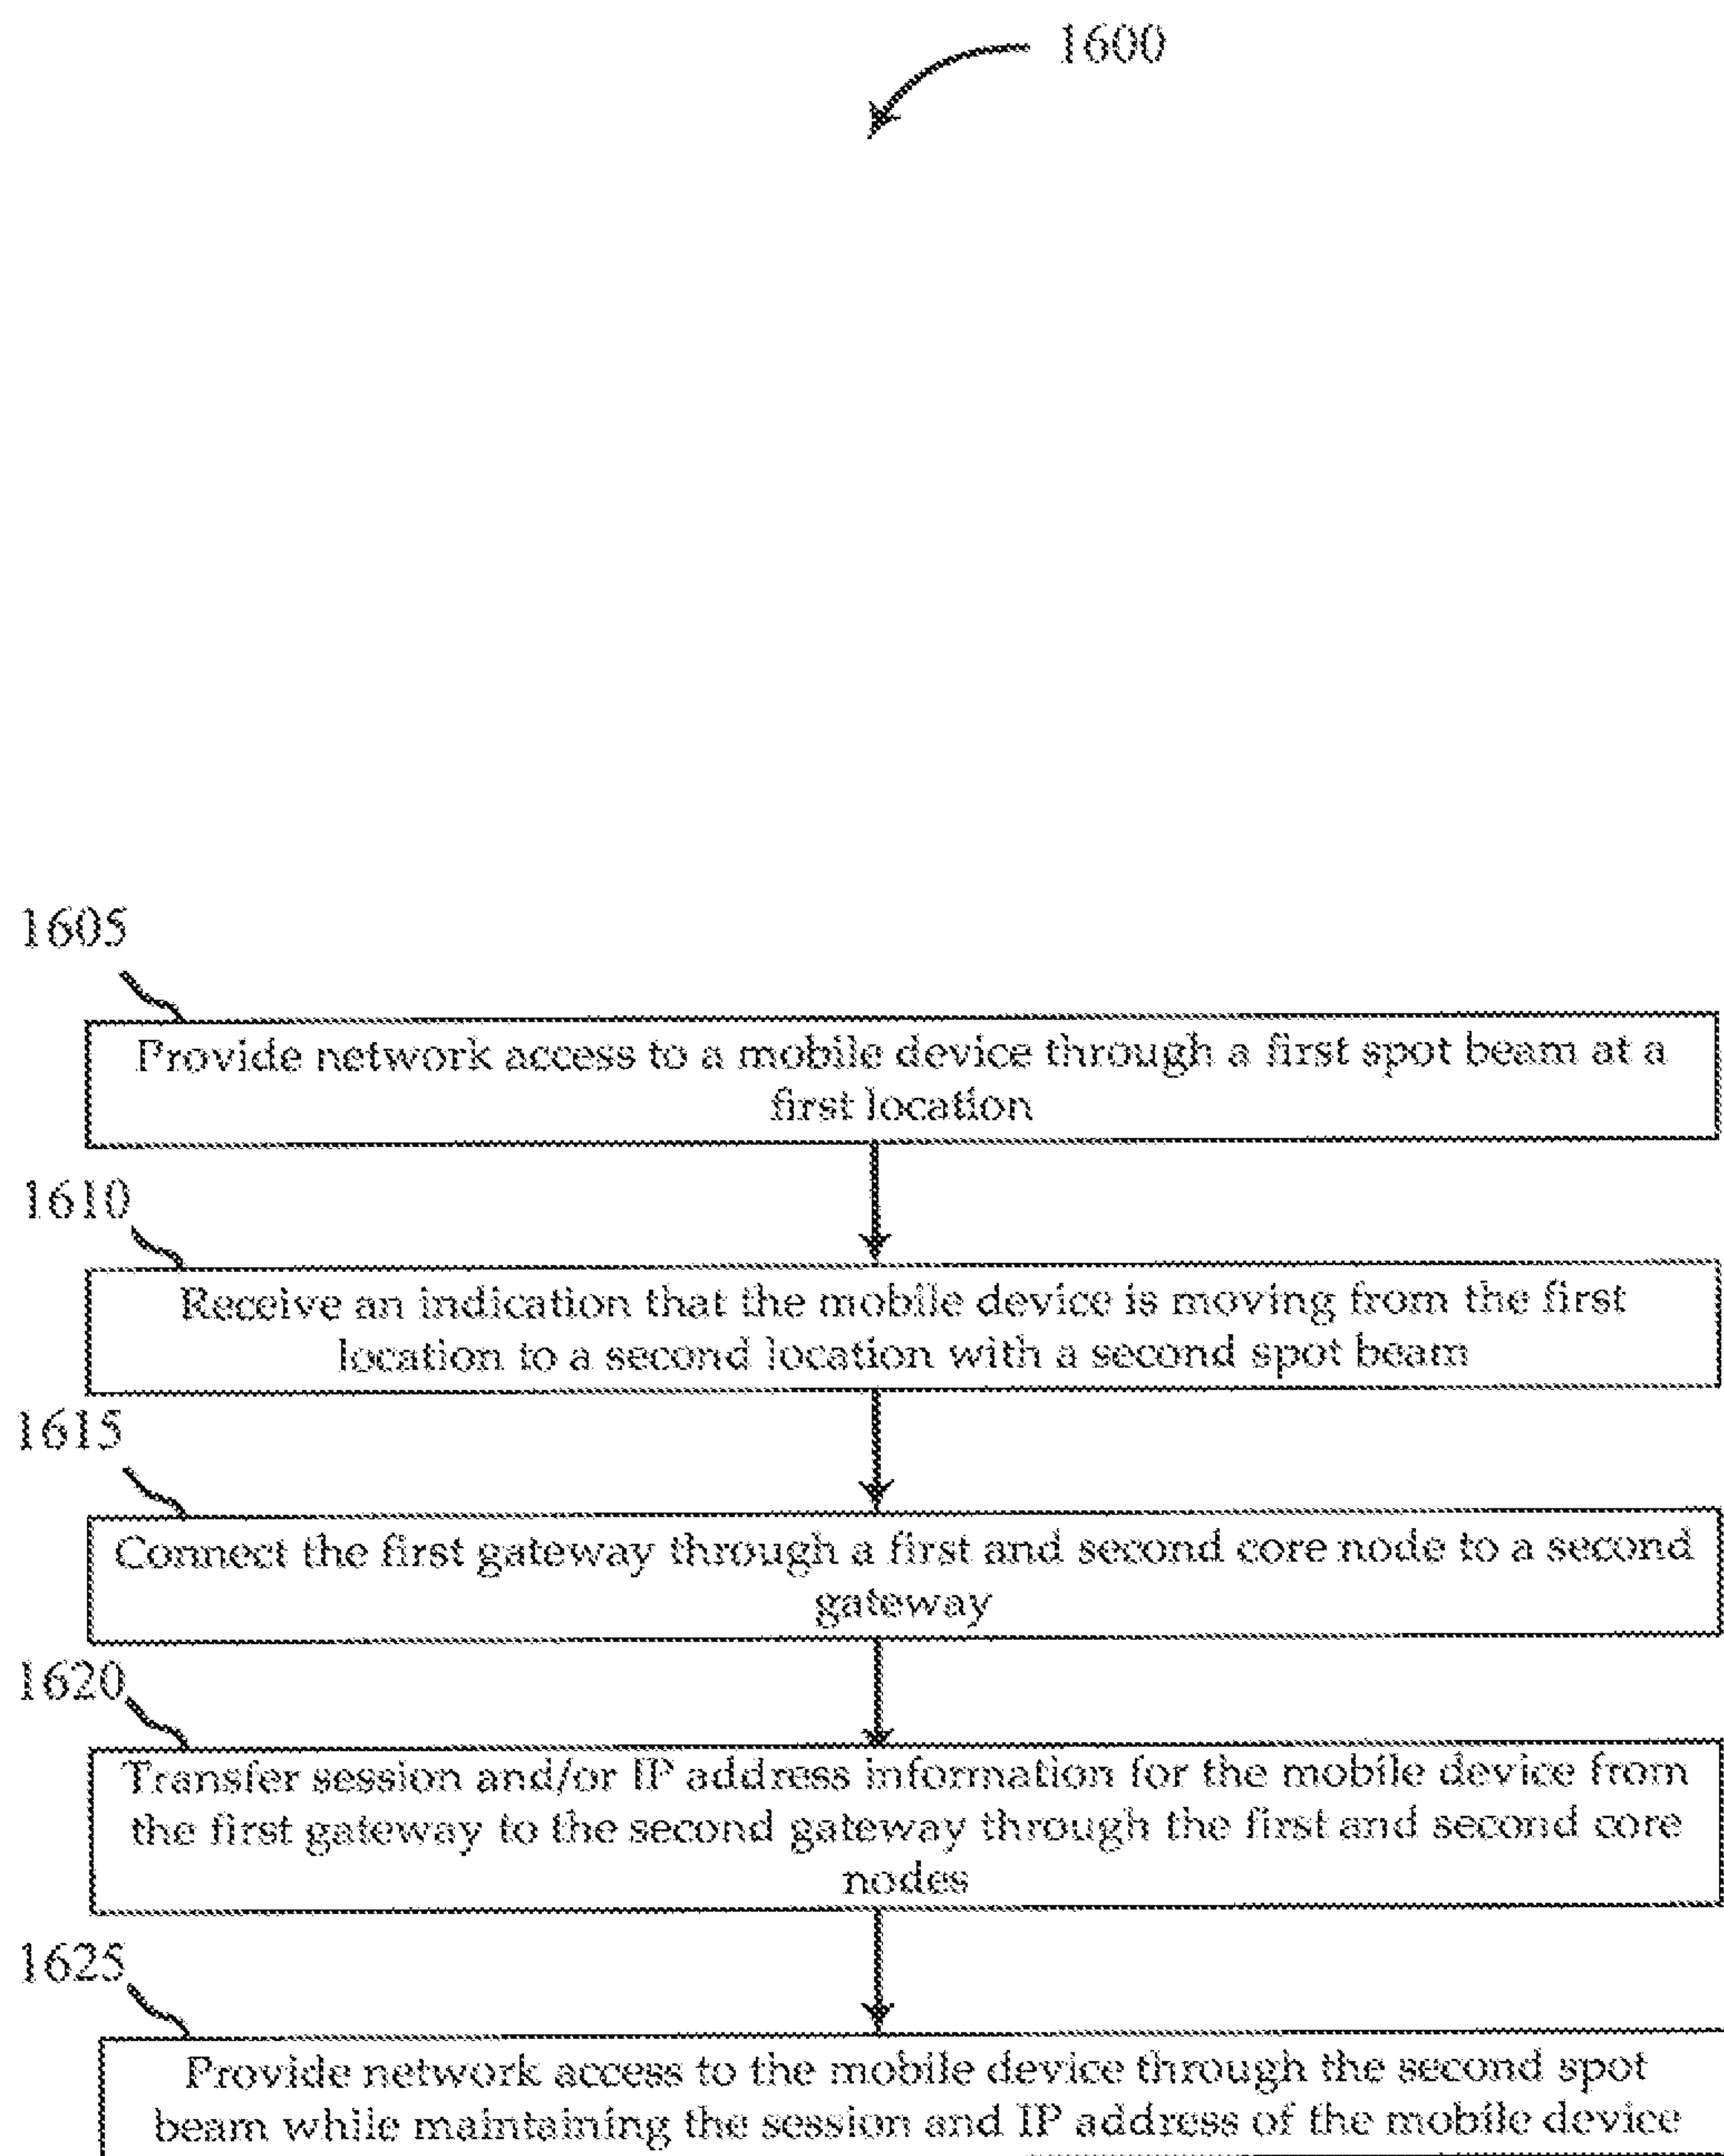 1600
1605
Provide network access to a mobile device through a first spot beam at a
first location
1610
Receive an indication that the mobile device is moving from the first
location to a second location with a second spot beam
1615
Connect the first gateway through a first and second core node to a second
gateway
1620
Transfer session and/or IP address information for the mobile device from
the first gateway to the second gateway through the first and second core
nodes
1625
Provide network access to the mobile device through the second spot
beam while maintaining the session and IP address of the mobile device